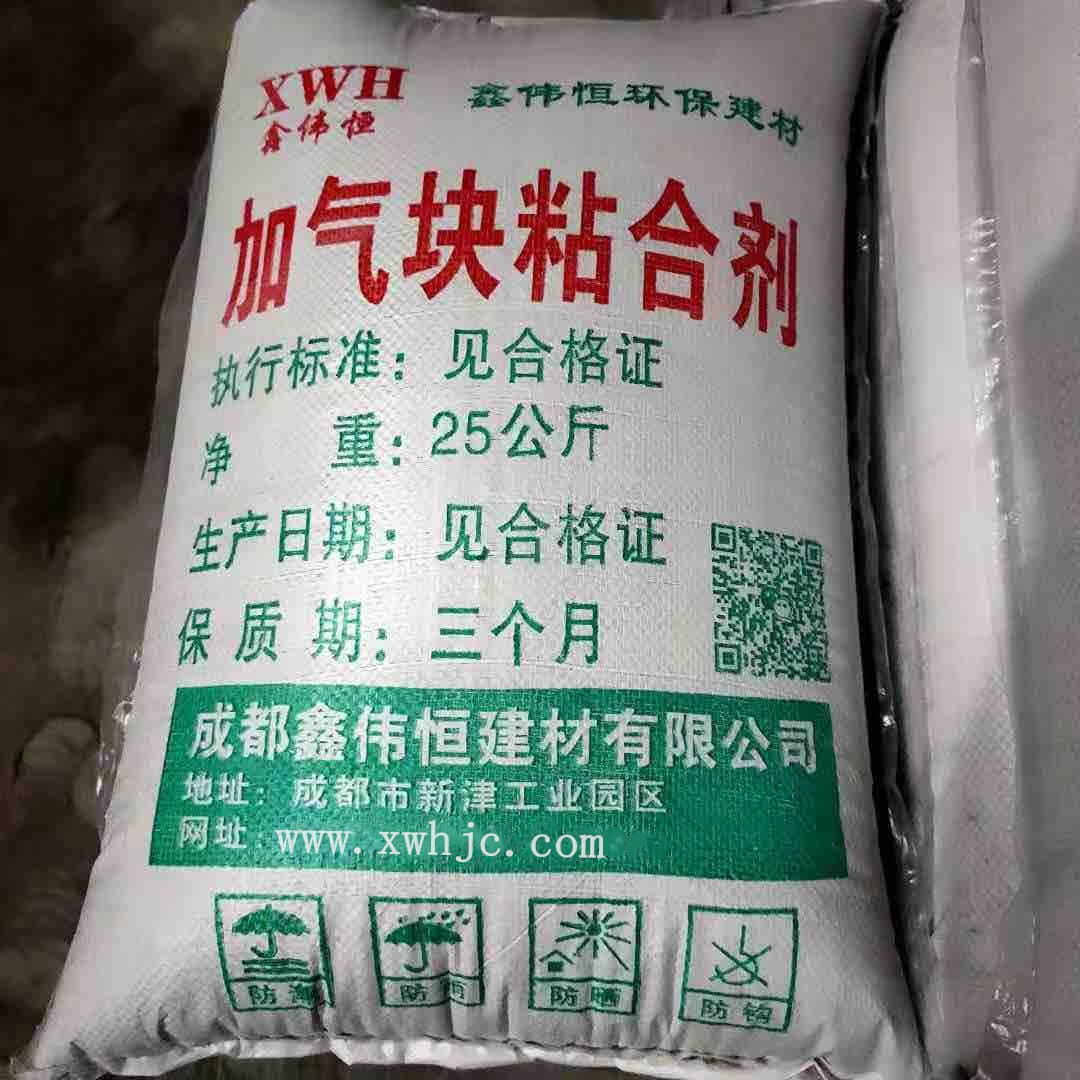 XWH
鑫伟恒
鑫伟恒环保建材
加气块粘合剂
执行标准：见合格证
净 重：25公斤
生产日期：见合格证
保质期：三个月
成都鑫伟恒建材有限公司
地址：成都市新津工业园区
网址：www.xwhjc.com
防潮 防雨 防晒 防钩